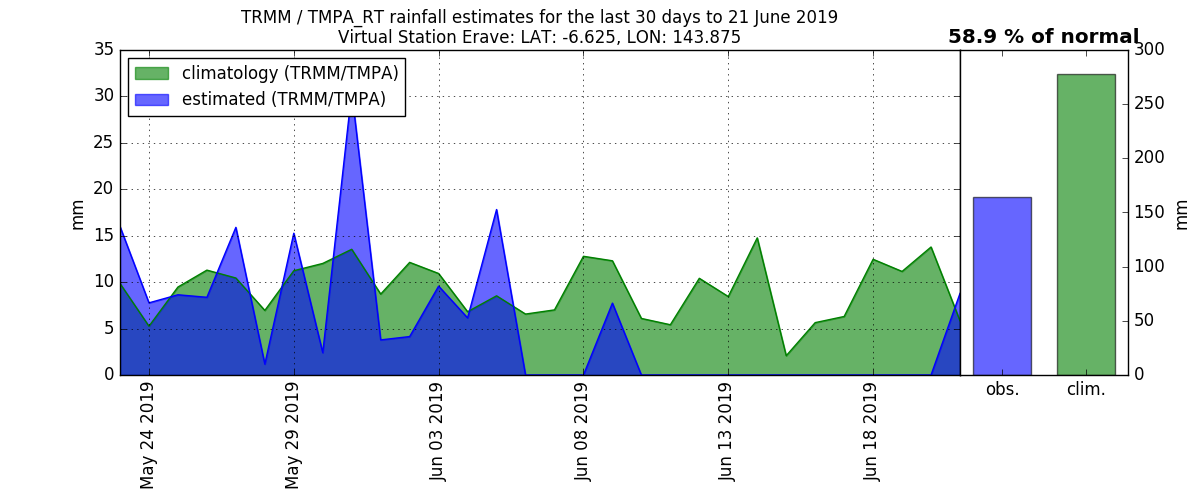 TRMM / TMPA_RT rainfall estimates for the last 30 days to 21 June 2019
Virtual Station Erave: LAT: -6.625, LON: 143.875
58.9 % of normal
climatology (TRMM/TMPA)
estimated (TRMM/TMPA)
35
30
25
20
15
10
5
0
mm
May 24 2019
May 29 2019
Jun 03 2019
Jun 08 2019
Jun 13 2019
Jun 18 2019
obs.
clim.
300
250
200
150
100
50
0
mm